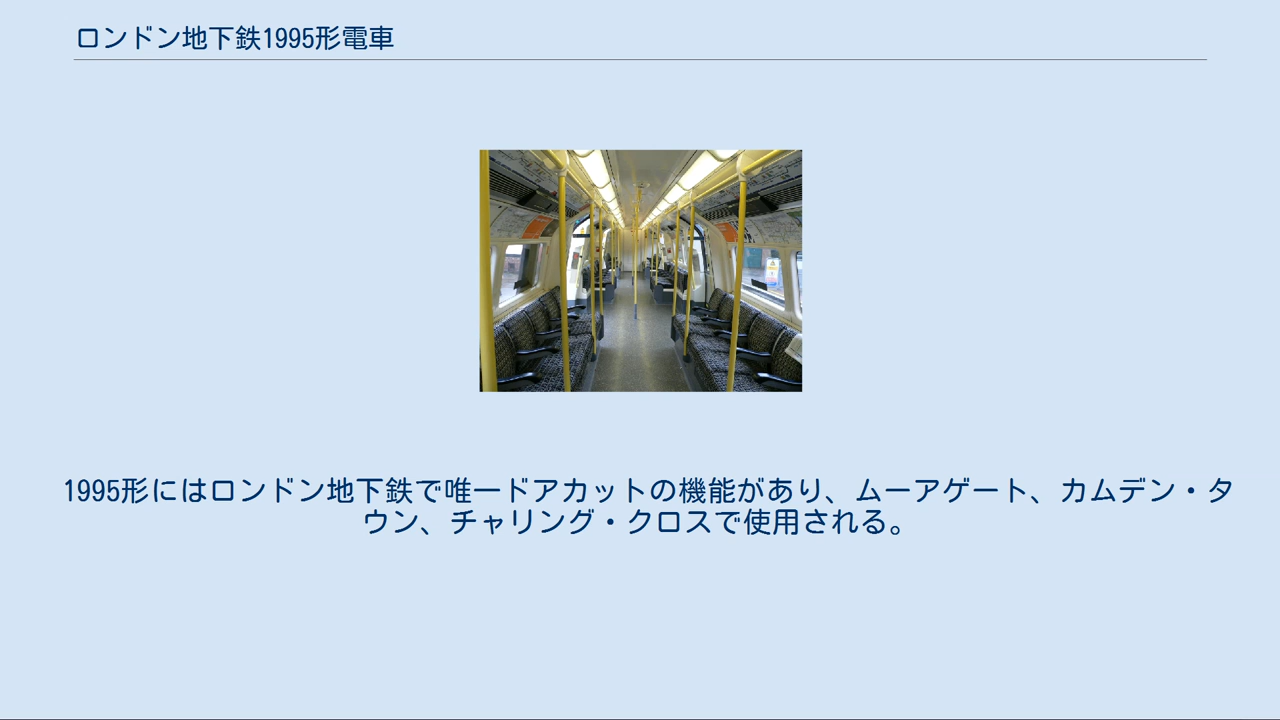 ロンドン地下鉄1995形電車
1995形にはロンドン地下鉄で唯一ドアカットの機能があり、ムーアゲート、カムデン・タ
ウン、チャリング・クロスで使用される。